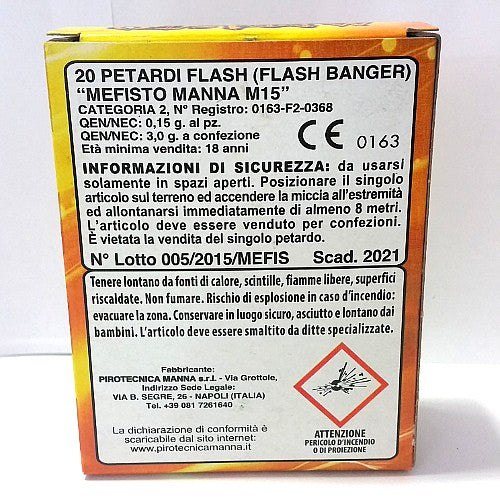 20 PETARDI FLASH (FLASH BANGER)
“MEFISTO MANNA M15”
CATEGORIA 2, N° Registro: 0163-F2-0368
QEN/NEC: 0,15 g. al pz.
QEN/NEC: 3,0 g. a confezione
Età minima vendita: 18 anni
CE 0163
INFORMAZIONI DI SICUREZZA: da usarsi
solamente in spazi aperti. Posizionare il singolo
articolo sul terreno ed accendere la miccia all'estremità
ed allontanarsi immediatamente di almeno 8 metri.
L'articolo deve essere venduto per confezioni.
È vietata la vendita del singolo petardo.
N° Lotto 005/2015/MEFIS Scad. 2021
Tenere lontano da fonti di calore, scintille, fiamme libere, superfici
riscaldate. Non fumare. Rischio di esplosione in caso d'incendio:
evacuare la zona. Conservare in luogo sicuro, asciutto e lontano dai
bambini. L'articolo deve essere smaltito da ditte specializzate.
Fabbricante:
PIROTECNICA MANNA s.r.l. - Via Grottole,
Indirizzo Sede Legale:
VIA B. SEGRE, 26 - NAPOLI (ITALIA)
Tel. +39 081 7261640
La dichiarazione di conformità è
scaricabile dal sito internet:
www.pirotecnicamanna.it
ATTENZIONE
PERICOLO D'INCENDIO
O DI PROIEZIONE